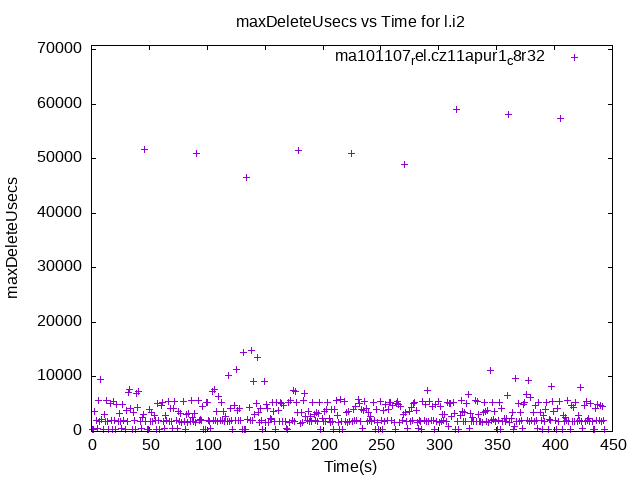 maxDeleteUsecs vs Time for l.i2
ma101107rel.cz11apur1c8r32
70000
60000
50000
40000
30000
20000
10000
0
maxDeleteUsecs
0 50 100 150 200 250 300 350 400 450
Time(s)